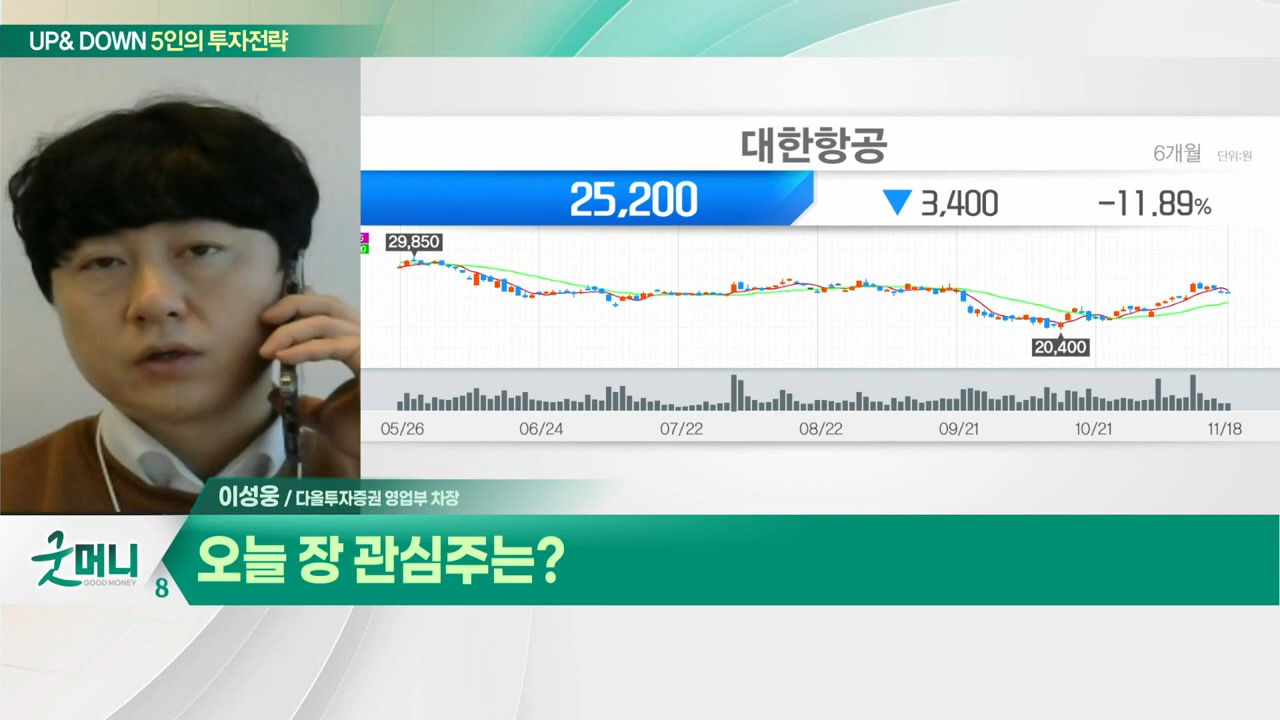 UP& DOWN 5인의 투자전략
대한항공
6개월 단위:원
25,200 ▼ 3,400 -11.89%
29,850
20,400
05/26 06/24 07/22 08/22 09/21 10/21 11/18
이성웅 / 다올투자증권 영업부 차장
굿머니
GOOD MONEY
8
오늘 장 관심주는?